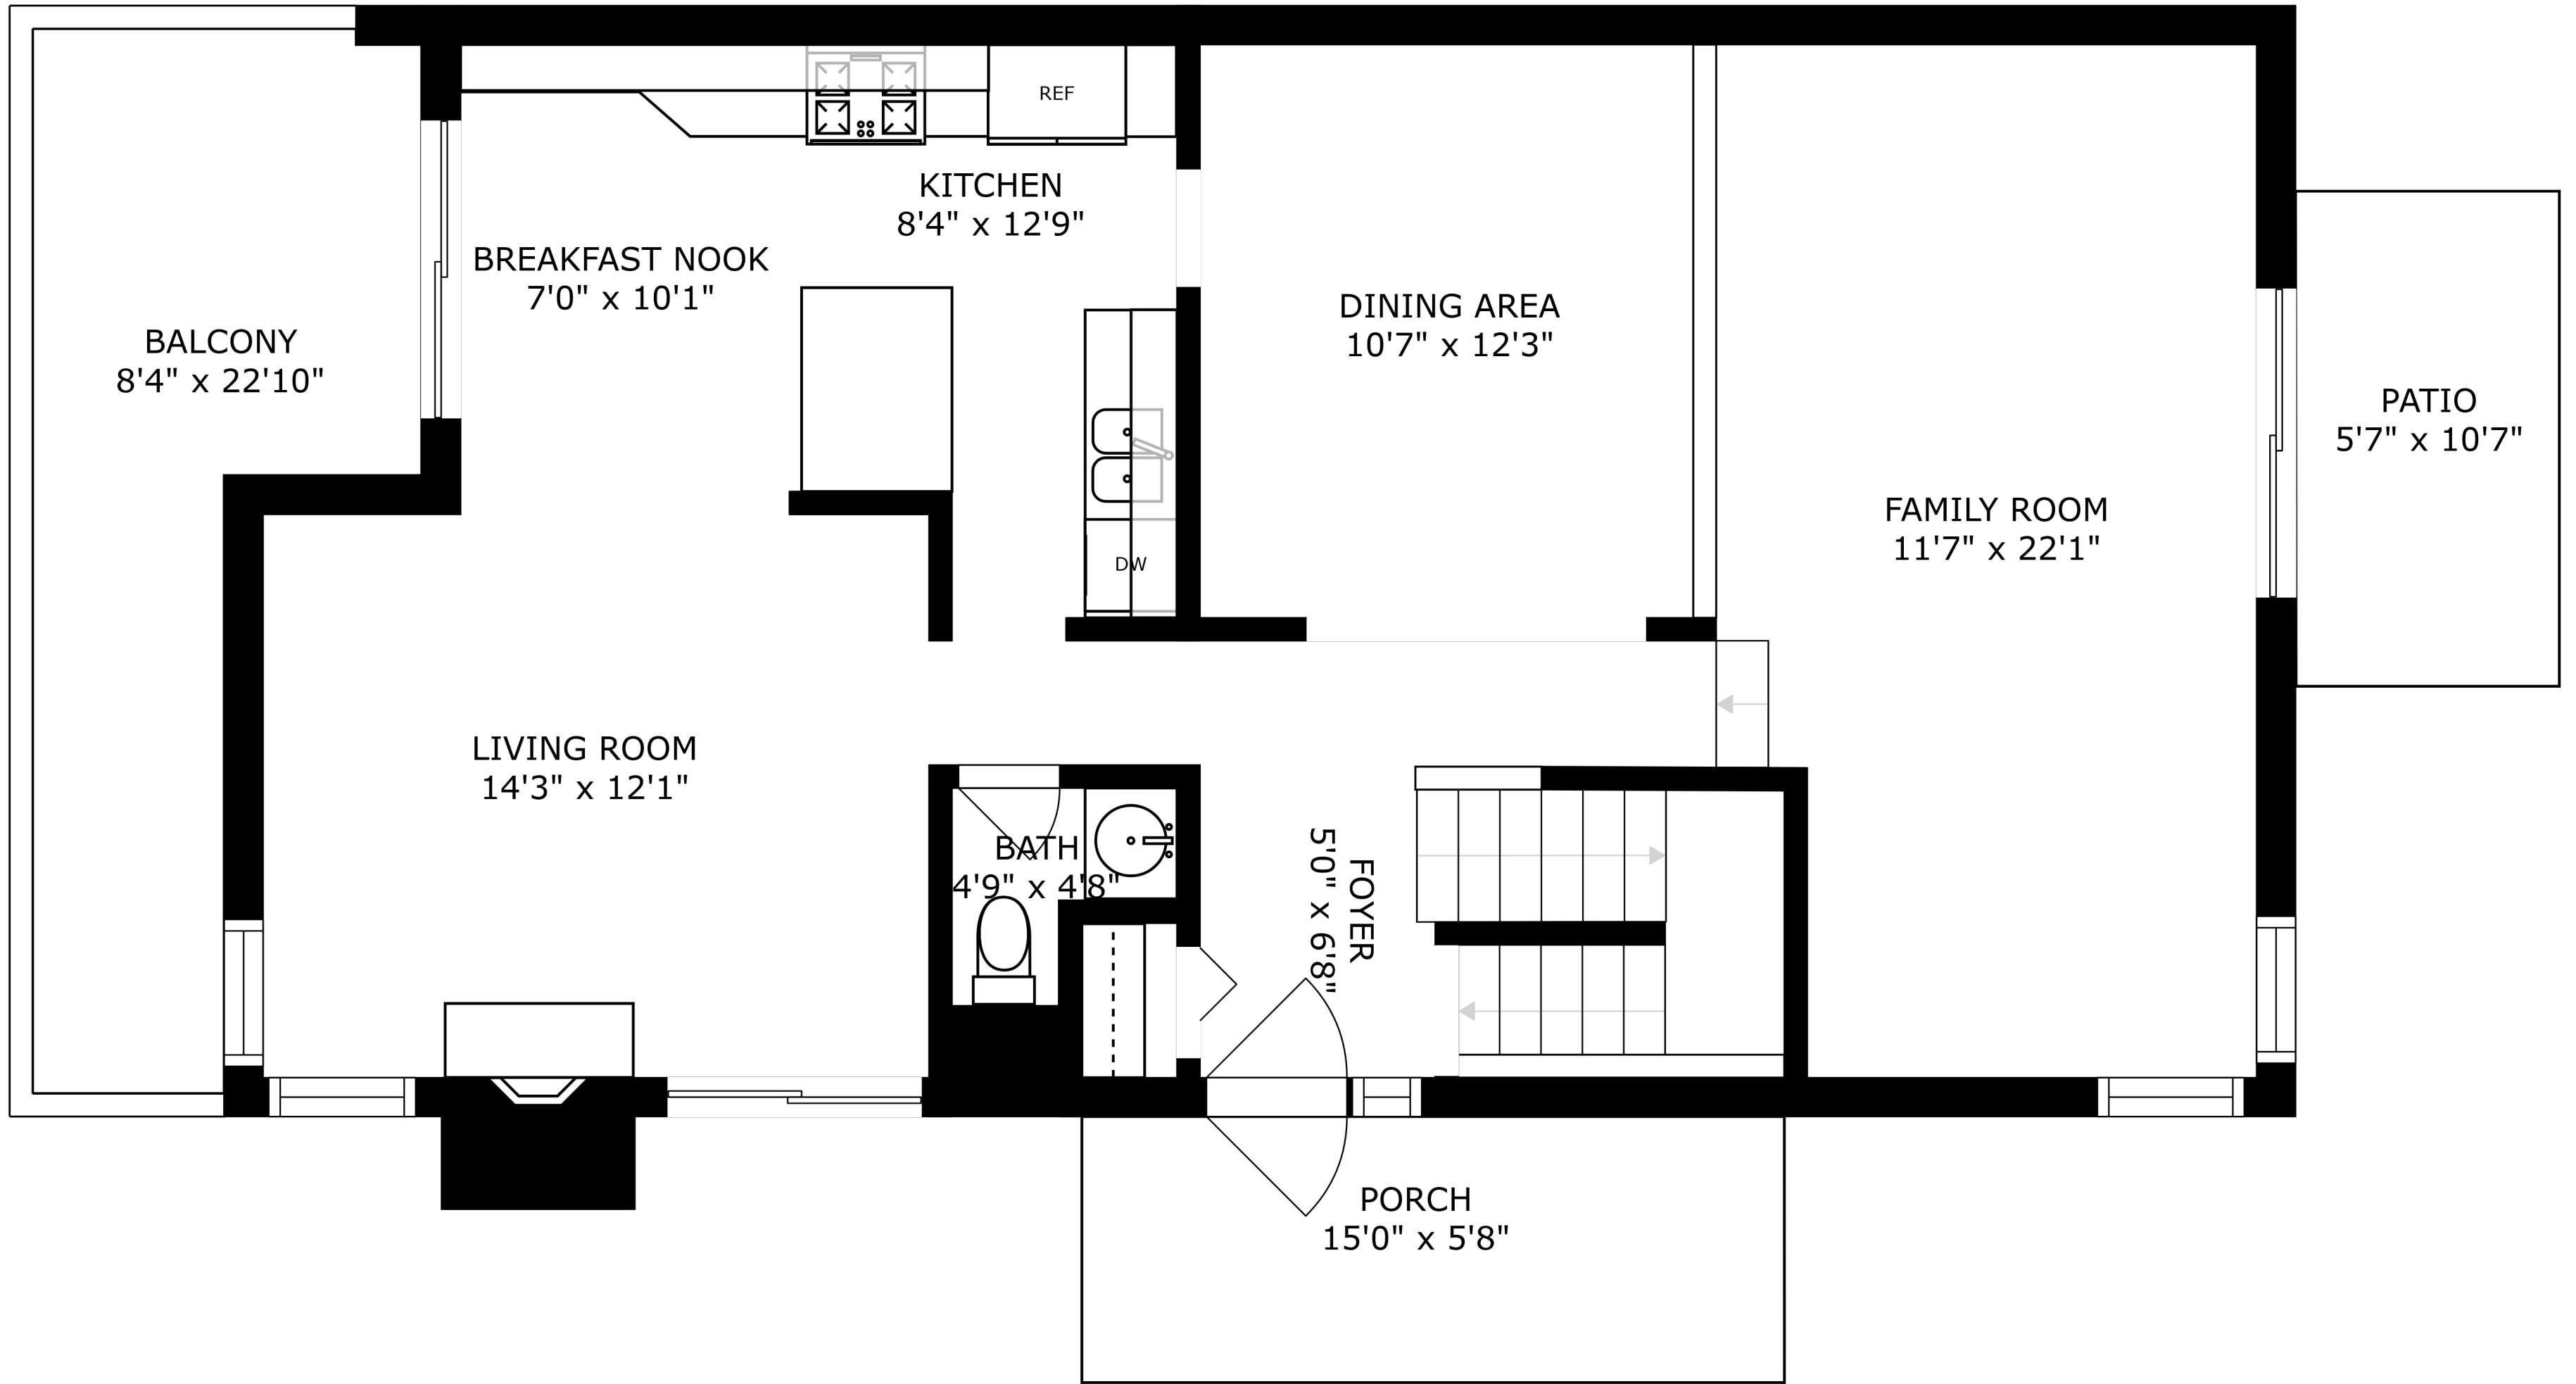 REF
KITCHEN
8'4" x 12'9"
BREAKFAST NOOK
7'0" x 10'1"
DINING AREA
10'7" x 12'3"
BALCONY
8'4" x 22'10"
PATIO
5'7" x 10'7"
FAMILY ROOM
11'7" x 22'1"
DW
LIVING ROOM
14'3" x 12'1"
BATH
4'9" x 4'8"
FOYER
5'0" x 6'8"
PORCH
15'0" x 5'8"